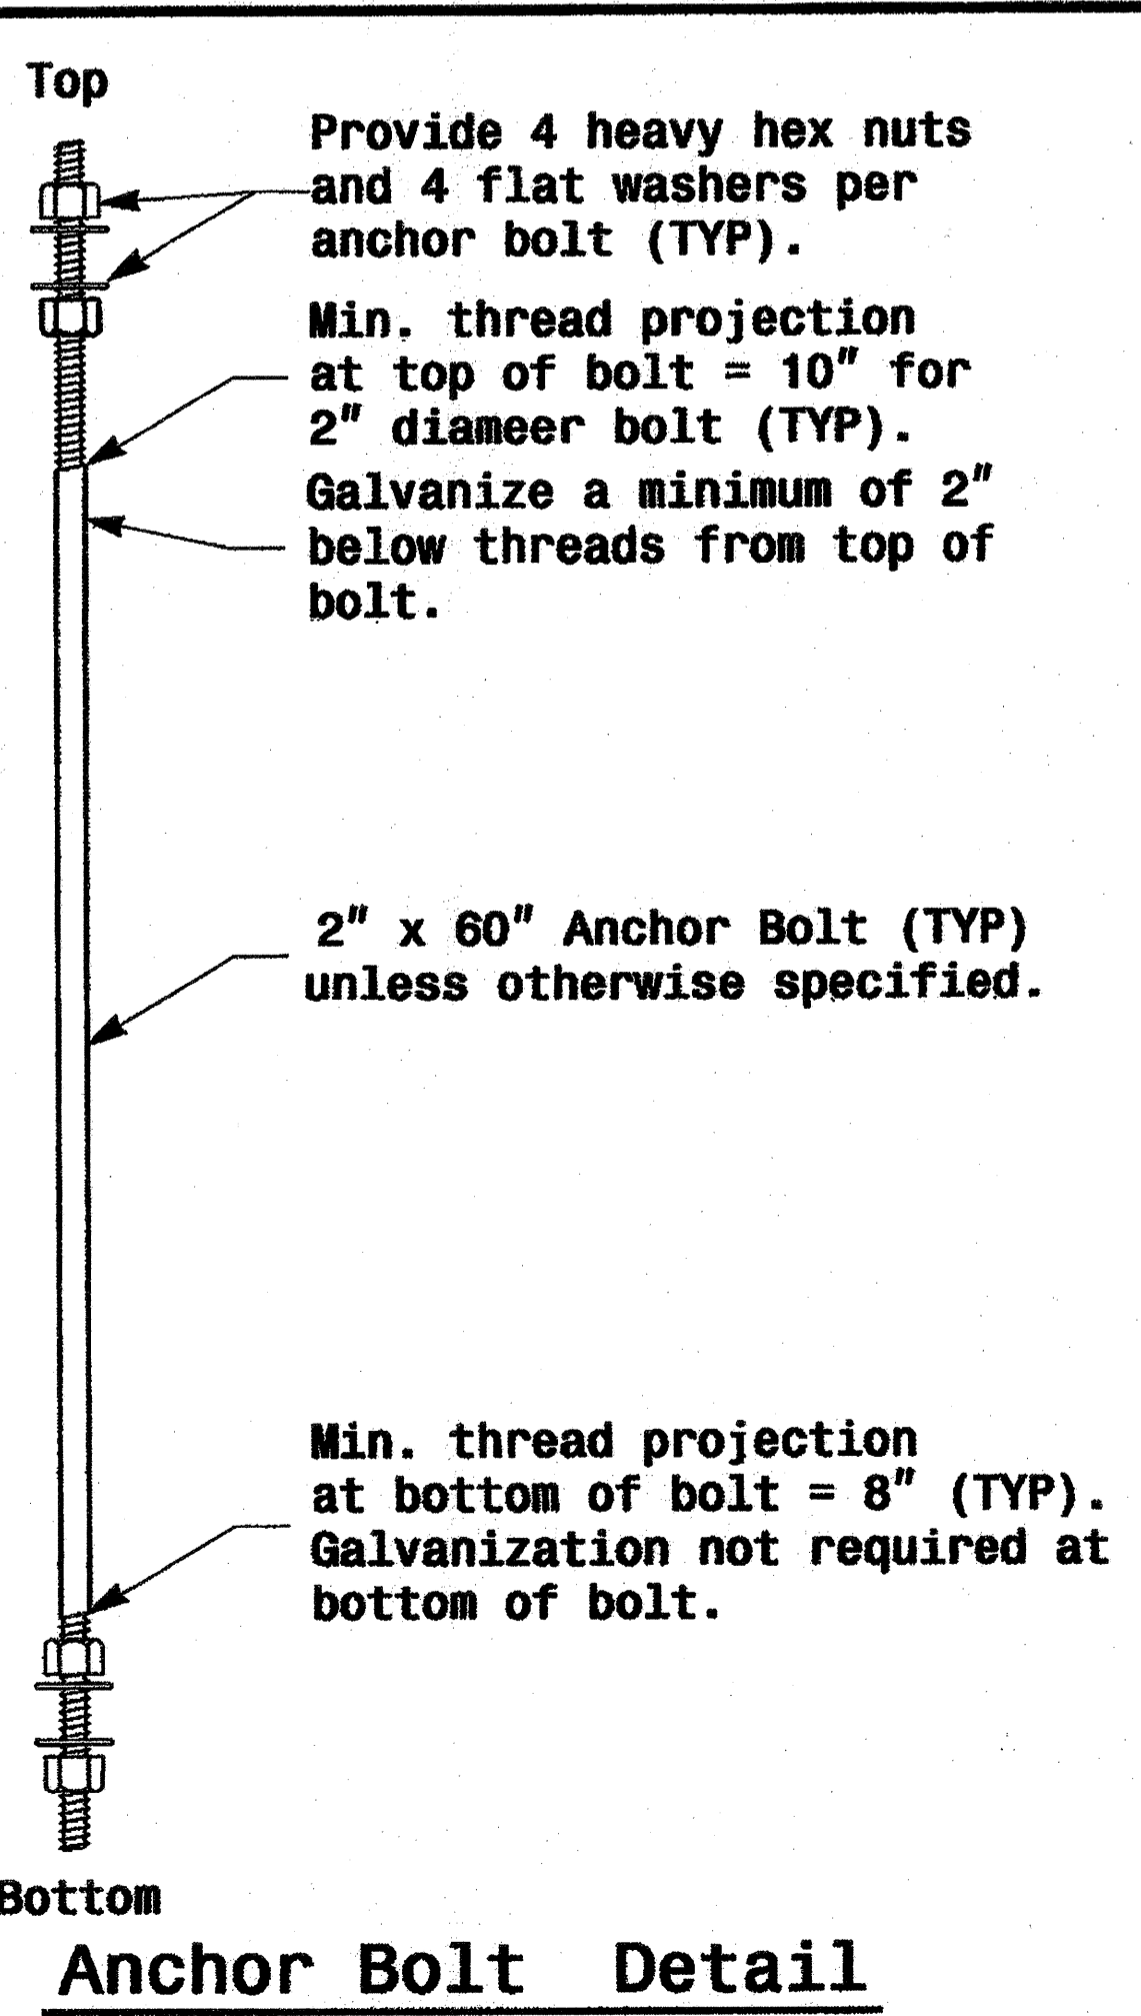 Top
Provide 4 heavy hex nuts
and 4 flat washers per
anchor bolt (TYP).
Min. thread projection
at top of bolt = 10" for
2" diameer bolt (TYP).
Galvanize a minimum of 2"
below threads from top of
bolt.
2" x 60" Anchor Bolt (TYP)
unless otherwise specified.
Min. thread projection
at bottom of bolt = 8" (TYP).
Galvanization not required at
bottom of bolt.
Bottom
Anchor Bolt Detail